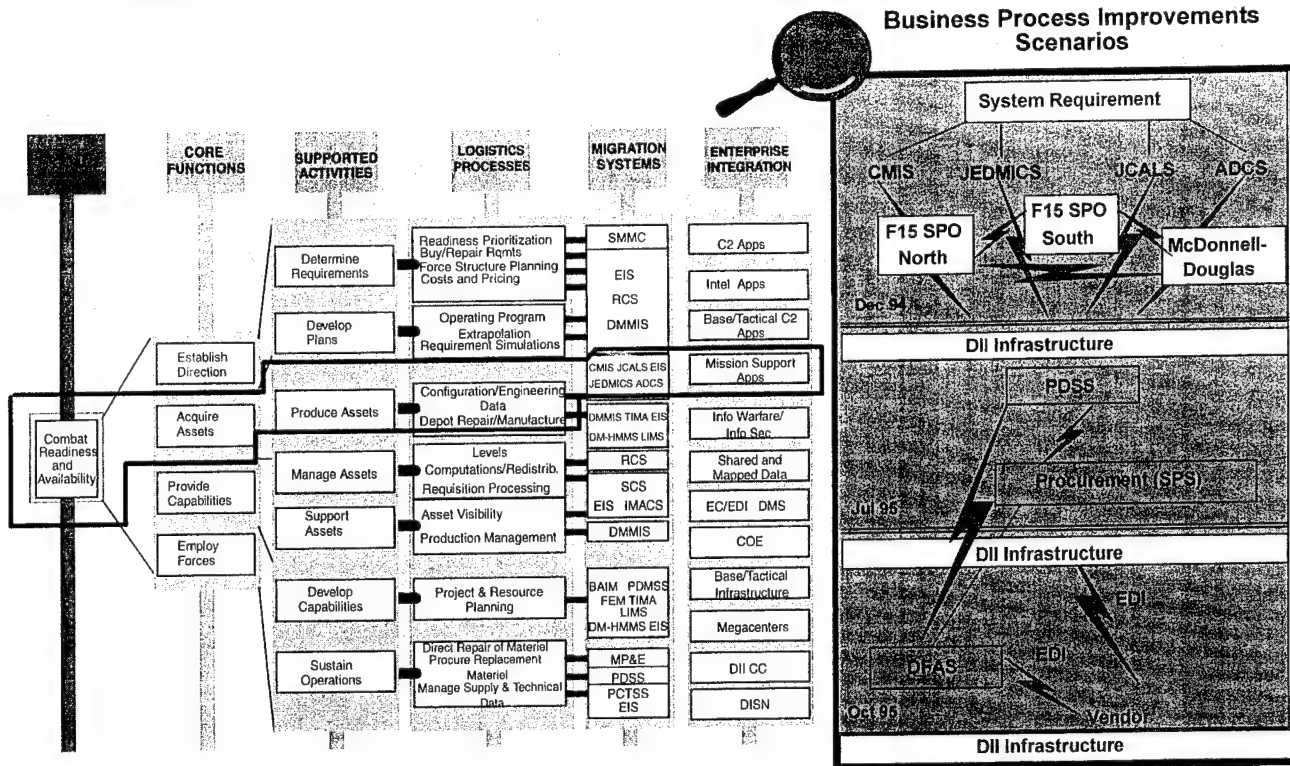 Business Process Improvements
Scenarios
CORE
FUNCTIONS
SUPPORTED
ACTIVITIES
LOGISTICS
PROCESSES
MIGRATION
SYSTEMS
ENTERPRISE
INTEGRATION
Combat
Readiness
and
Availability
Establish
Direction
Acquire
Assets
Provide
Capabilities
Employ
Forces
Determine
Requirements
Develop
Plans
Produce Assets
Manage Assets
Support
Assets
Develop
Capabilities
Sustain
Operations
Readiness Prioritization
Buy/Repair Rqmts
Force Structure Planning
Costs and Pricing
Operating Program
Extrapolation
Requirement Simulations
Configuration/Engineering
Data
Depot Repair/Manufacture
Levels
Computations/Redistrib.
Requisition Processing
Asset Visibility
Production Management
Project & Resource
Planning
Direct Repair of Materiel
Procure Replacement
Materiel
Manage Supply & Technical
Data
SMMC
EIS
RCS
DMMIS
CMIS JCALS EIS
JEDMICS ADCS
DMMIS TIMA EIS
DM-HMMS LIMS
RCS
SCS
EIS IMACS
DMMIS
BAIM PDMSS
FEM TIMA
LIMS
DM-HMMS EIS
MP&E
PDSS
PCTSS
EIS
C2 Apps
Intel Apps
Base/Tactical C2
Apps
Mission Support
Apps
Info Warfare/
Info Sec
Shared and
Mapped Data
EC/EDI DMS
COE
Base/Tactical
Infrastructure
Megacenters
DII CC
DISN
System Requirement
CMIS JEDMICS JCALS ADCS
F15 SPO
North
F15 SPO
South
McDonnell-
Douglas
Dec 94
DII Infrastructure
PDSS
Procurement (SPS)
Jul 95
DII Infrastructure
EDI
DFAS
EDI
Vendor
Oct 95
DII Infrastructure